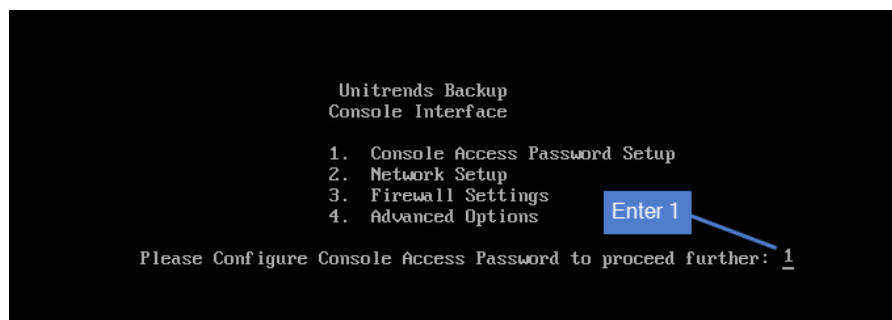 Unitrends Backup
Console Interface
1. Console Access Password Setup
2. Network Setup
3. Firewall Settings
4. Advanced Options
Enter 1
Please Configure Console Access Password to proceed further: 1